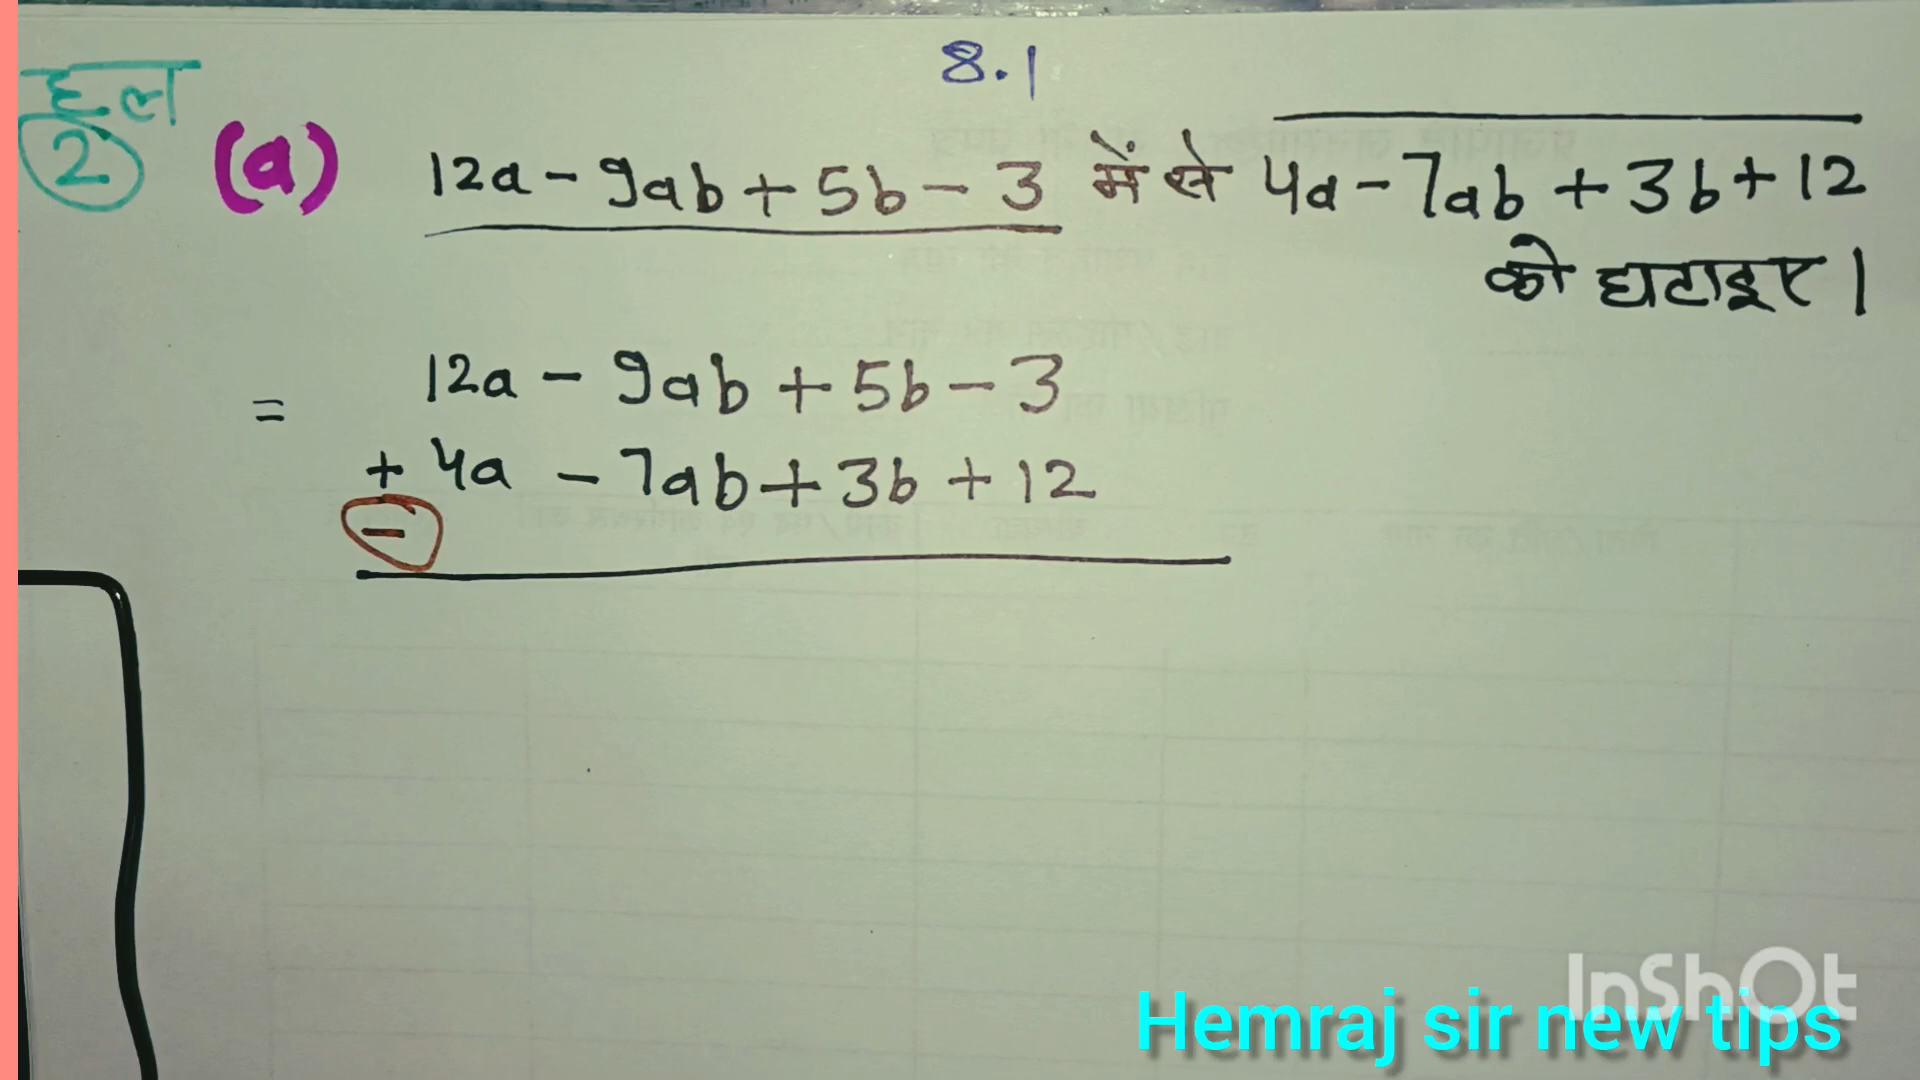 8.1
हल
2 (a) 12a - 9ab + 5b - 3 में से 4a - 7ab + 3b + 12
को घटाइए।
= 12a - 9ab + 5b - 3
+ 4a - 7ab + 3b + 12
-
InShOt
Hemraj sir new tips